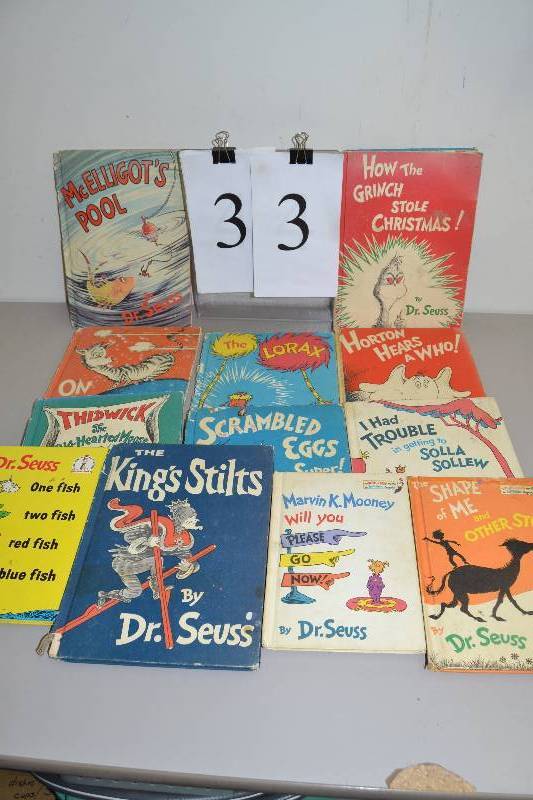 McELLIGOT'S
POOL
By
Dr. Seuss
3
3
HOW The
GRINCH
STOLE
CHRISTMAS!
By
Dr. Seuss
ON
The LORAX
HORTON
HEARS
A WHO!
THIDWICK
The
SCRAMBLED
EGGS
Super!
I Had
TROUBLE
in getting to
SOLLA
SOLLEW
Dr. Seuss
One fish
two fish
red fish
blue fish
THE
King's Stilts
By
Dr. Seuss
Marvin K. Mooney
Will you
PLEASE
GO
NOW!
By Dr. Seuss
The SHAPE
of ME
and
OTHER ST
By
Dr. Seuss